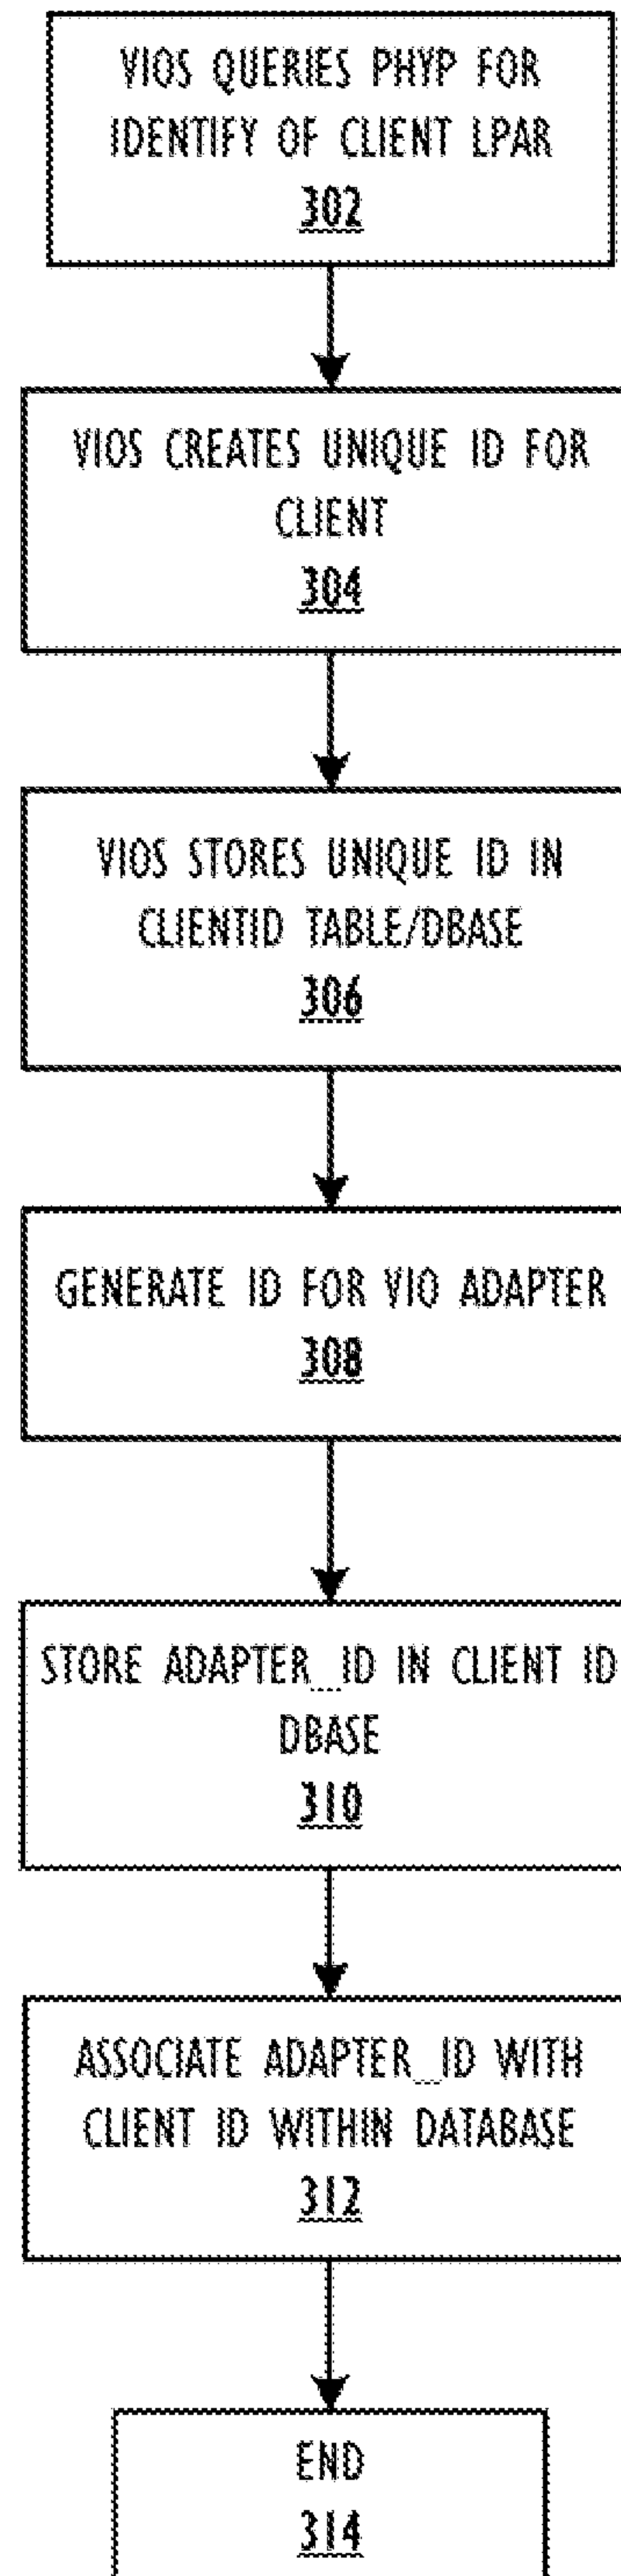 VIOS QUERIES PHYP FOR
IDENTIFY OF CLIENT LPAR
302
VIOS CREATES UNIQUE ID FOR
CLIENT
304
VIOS STORES UNIQUE ID IN
CLIENTID TABLE/DBASE
306
GENERATE ID FOR VIO ADAPTER
308
STORE ADAPTER_ID IN CLIENT ID
DBASE
310
ASSOCIATE ADAPTER_ID WITH
CLIENT ID WITHIN DATABASE
312
END
314